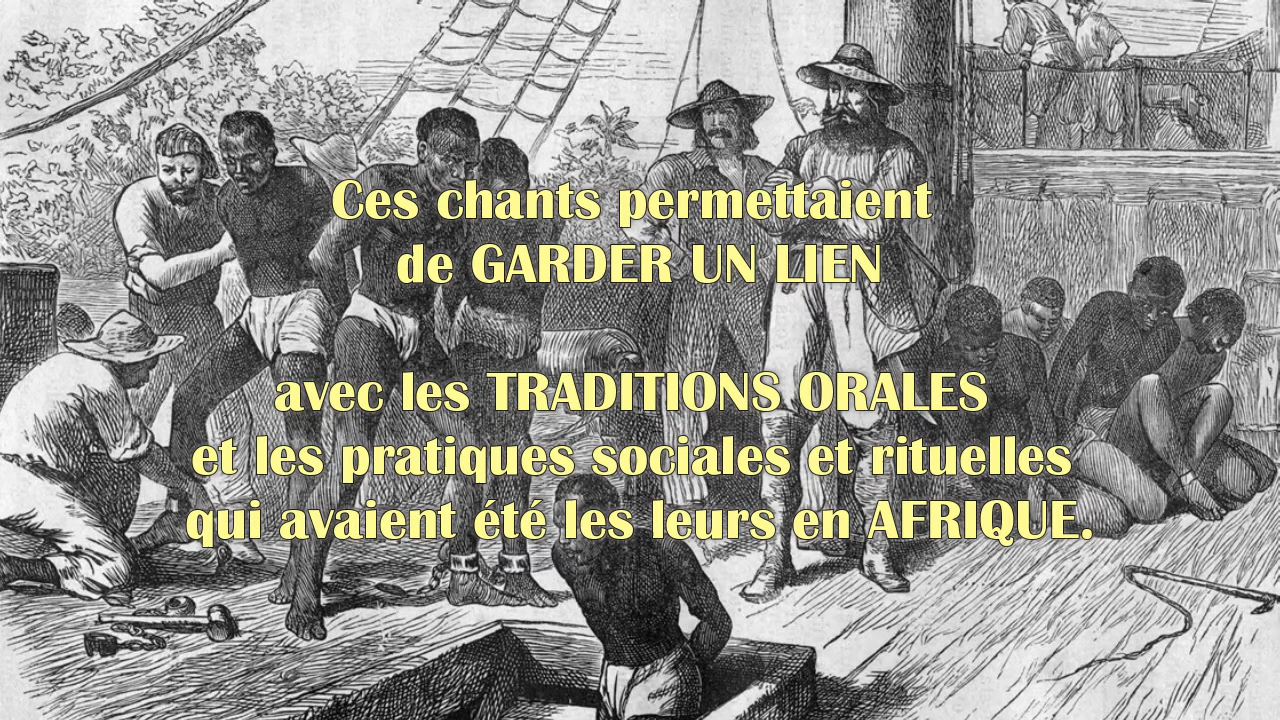 Ces chants permettaient
de GARDER UN LIEN
avec les TRADITIONS ORALES
et les pratiques sociales et rituelles
qui avaient été les leurs en AFRIQUE.